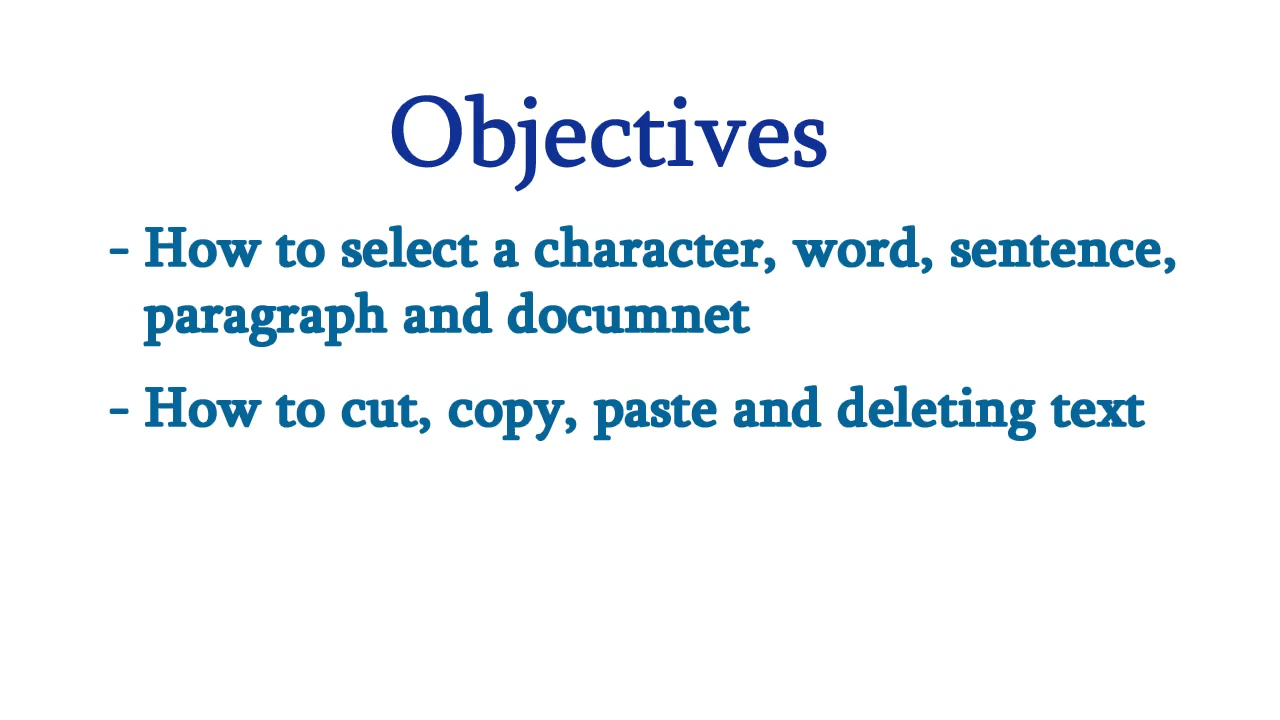 Objectives
- How to select a character, word, sentence,
paragraph and documnet
- How to cut, copy, paste and deleting text